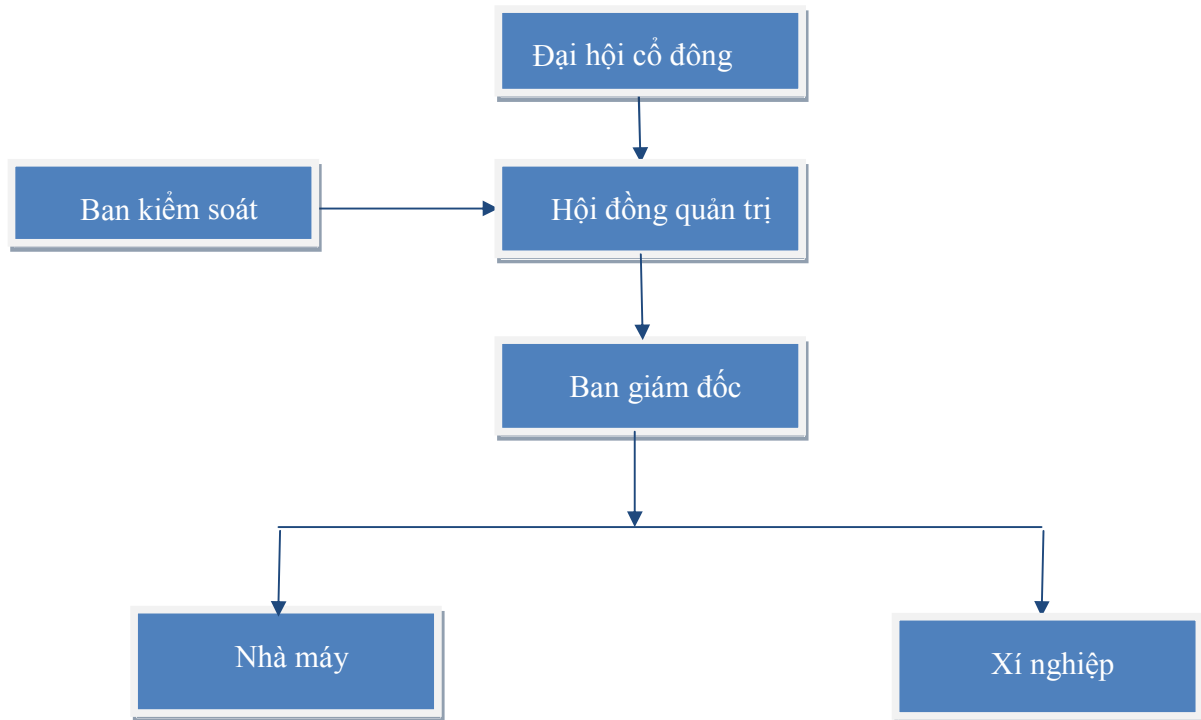 Đại hội cổ đông
Ban kiểm soát
Hội đồng quản trị
Ban giám đốc
Nhà máy
Xí nghiệp